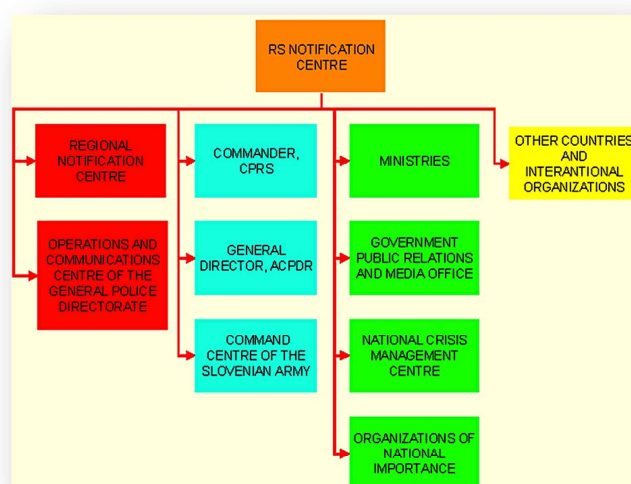 RS NOTIFICATION
CENTRE
REGIONAL
NOTIFICATION
CENTRE
COMMANDER,
CPRS
MINISTRIES
OTHER COUNTRIES
AND
INTERANTIONAL
ORGANIZATIONS
OPERATIONS AND
COMMUNICATIONS
CENTRE OF THE
GENERAL POLICE
DIRECTORATE
GENERAL
DIRECTOR, ACPDR
GOVERNMENT
PUBLIC RELATIONS
AND MEDIA OFFICE
COMMAND
CENTRE OF THE
SLOVENIAN ARMY
NATIONAL CRISIS
MANAGEMENT
CENTRE
ORGANIZATIONS OF
NATIONAL
IMPORTANCE